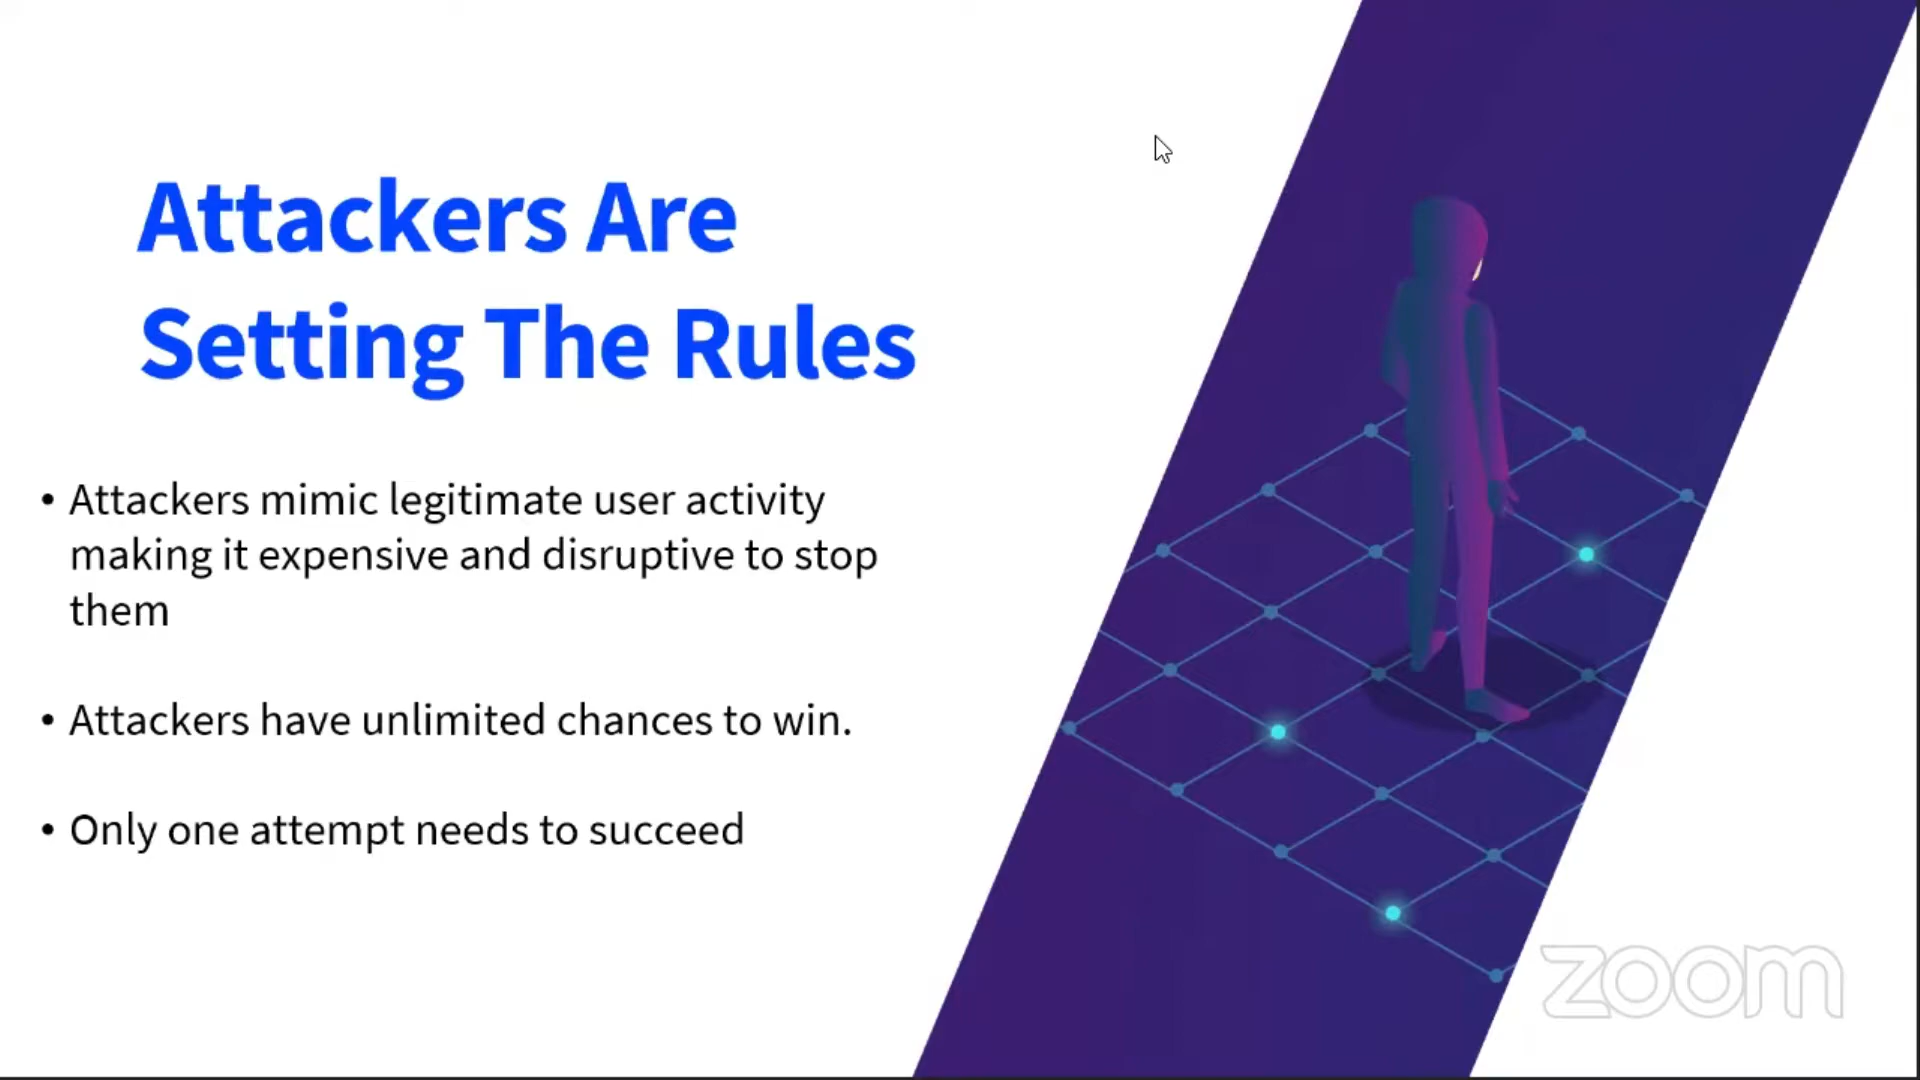 Attackers Are
Setting The Rules
• Attackers mimic legitimate user activity
making it expensive and disruptive to stop
them
• Attackers have unlimited chances to win.
• Only one attempt needs to succeed
zoom